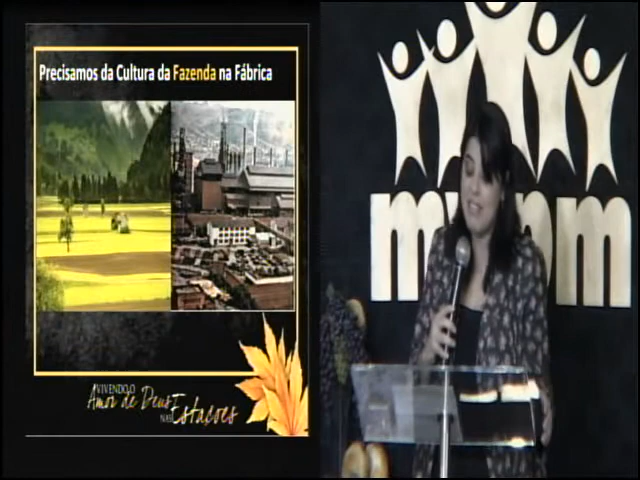 Precisamos da Cultura da Fazenda na Fábrica
VIVENDO O
Amor de Deus
NAS Estações